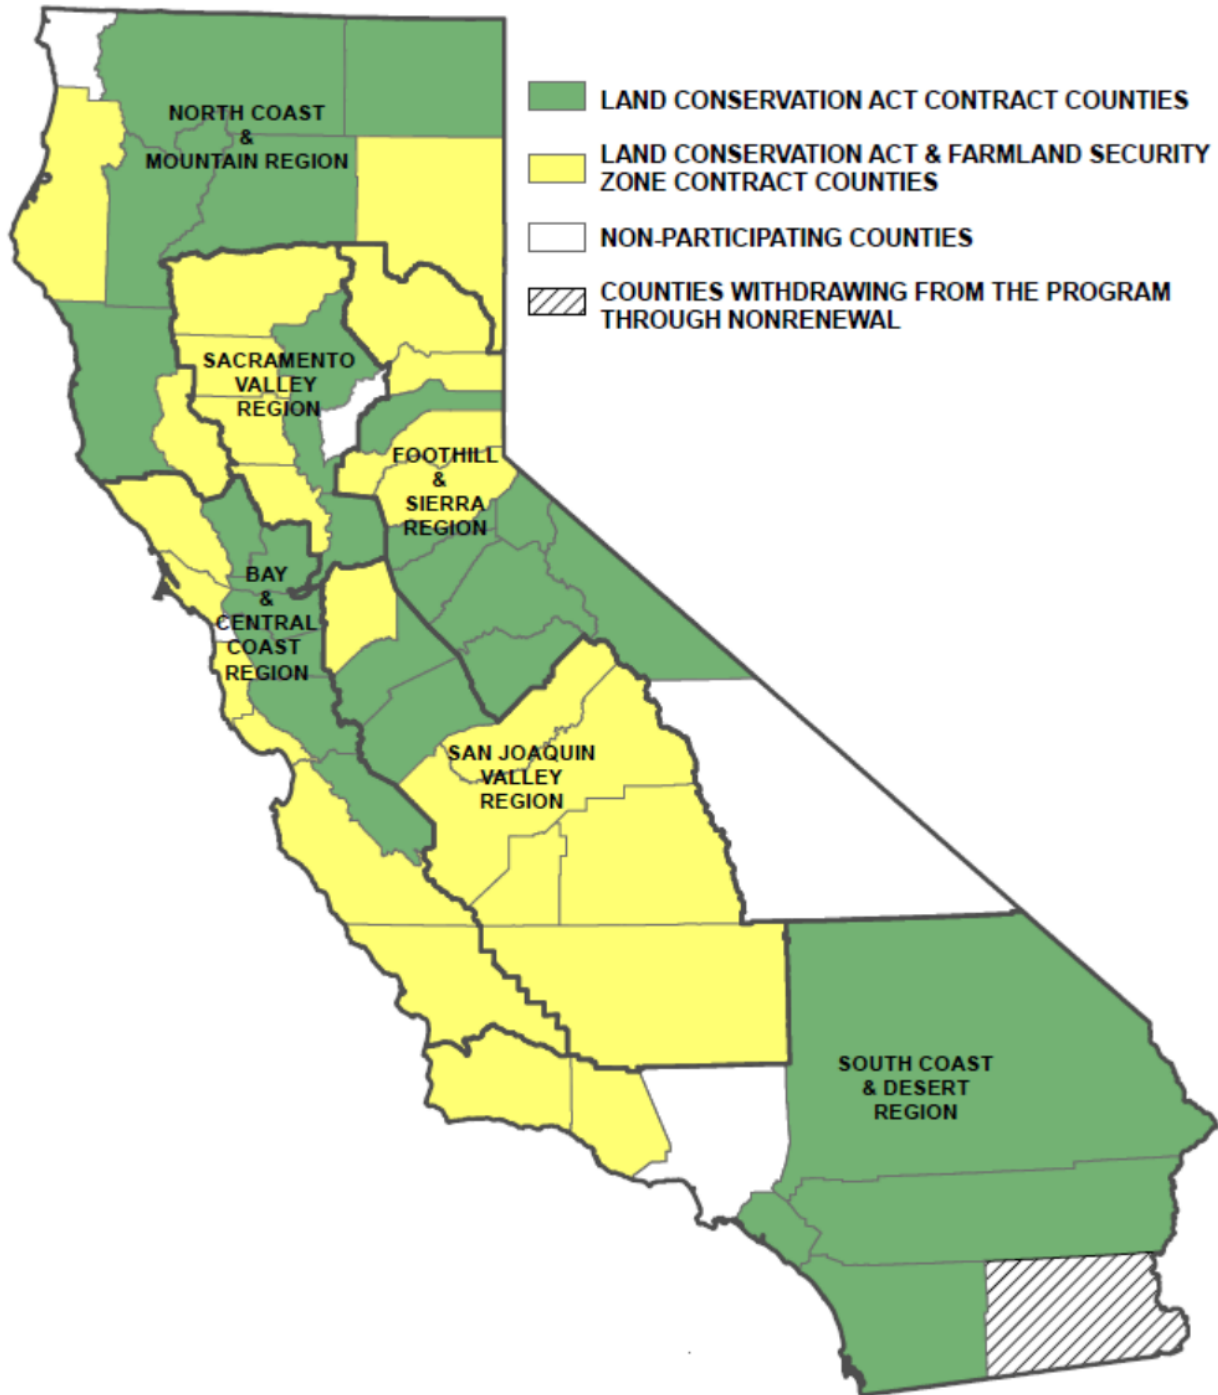 NORTH COAST
&
MOUNTAIN REGION
LAND CONSERVATION ACT CONTRACT COUNTIES
LAND CONSERVATION ACT & FARMLAND SECURITY
ZONE CONTRACT COUNTIES
NON-PARTICIPATING COUNTIES
COUNTIES WITHDRAWING FROM THE PROGRAM
THROUGH NONRENEWAL
SACRAMENTO
VALLEY
REGION
FOOTHILL
&
SIERRA
REGION
BAY
&
CENTRAL
COAST
REGION
SAN JOAQUIN
VALLEY
REGION
SOUTH COAST
& DESERT
REGION